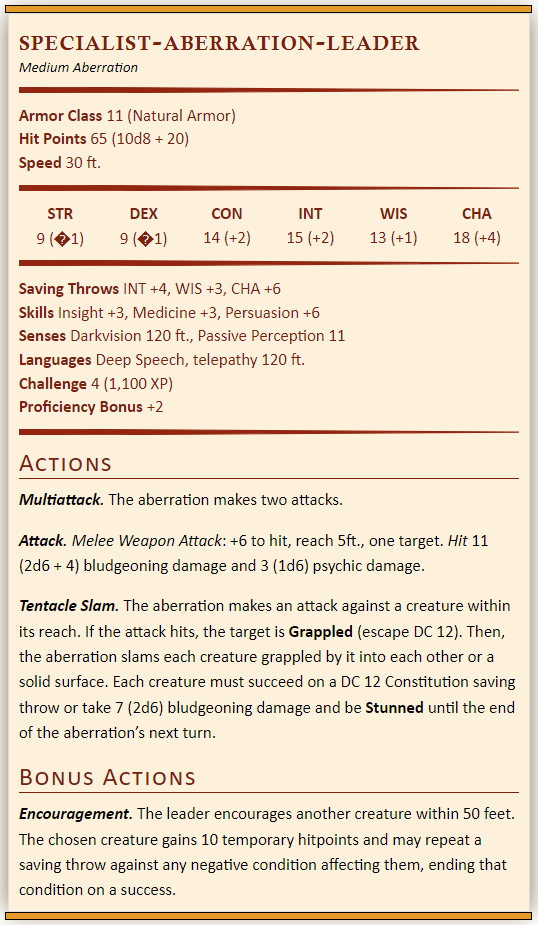 SPECIALIST-ABERRATION-LEADER
Medium Aberration
Armor Class 11 (Natural Armor)
Hit Points 65 (10d8 + 20)
Speed 30 ft.
STR DEX CON INT WIS CHA
9 (�1) 9 (�1) 14 (+2) 15 (+2) 13 (+1) 18 (+4)
Saving Throws INT +4, WIS +3, CHA +6
Skills Insight +3, Medicine +3, Persuasion +6
Senses Darkvision 120 ft., Passive Perception 11
Languages Deep Speech, telepathy 120 ft.
Challenge 4 (1,100 XP)
Proficiency Bonus +2
Actions
Multiattack. The aberration makes two attacks.
Attack. Melee Weapon Attack: +6 to hit, reach 5ft., one target. Hit 11
(2d6 + 4) bludgeoning damage and 3 (1d6) psychic damage.
Tentacle Slam. The aberration makes an attack against a creature within
its reach. If the attack hits, the target is Grappled (escape DC 12). Then,
the aberration slams each creature grappled by it into each other or a
solid surface. Each creature must succeed on a DC 12 Constitution saving
throw or take 7 (2d6) bludgeoning damage and be Stunned until the end
of the aberration's next turn.
Bonus Actions
Encouragement. The leader encourages another creature within 50 feet.
The chosen creature gains 10 temporary hitpoints and may repeat a
saving throw against any negative condition affecting them, ending that
condition on a success.